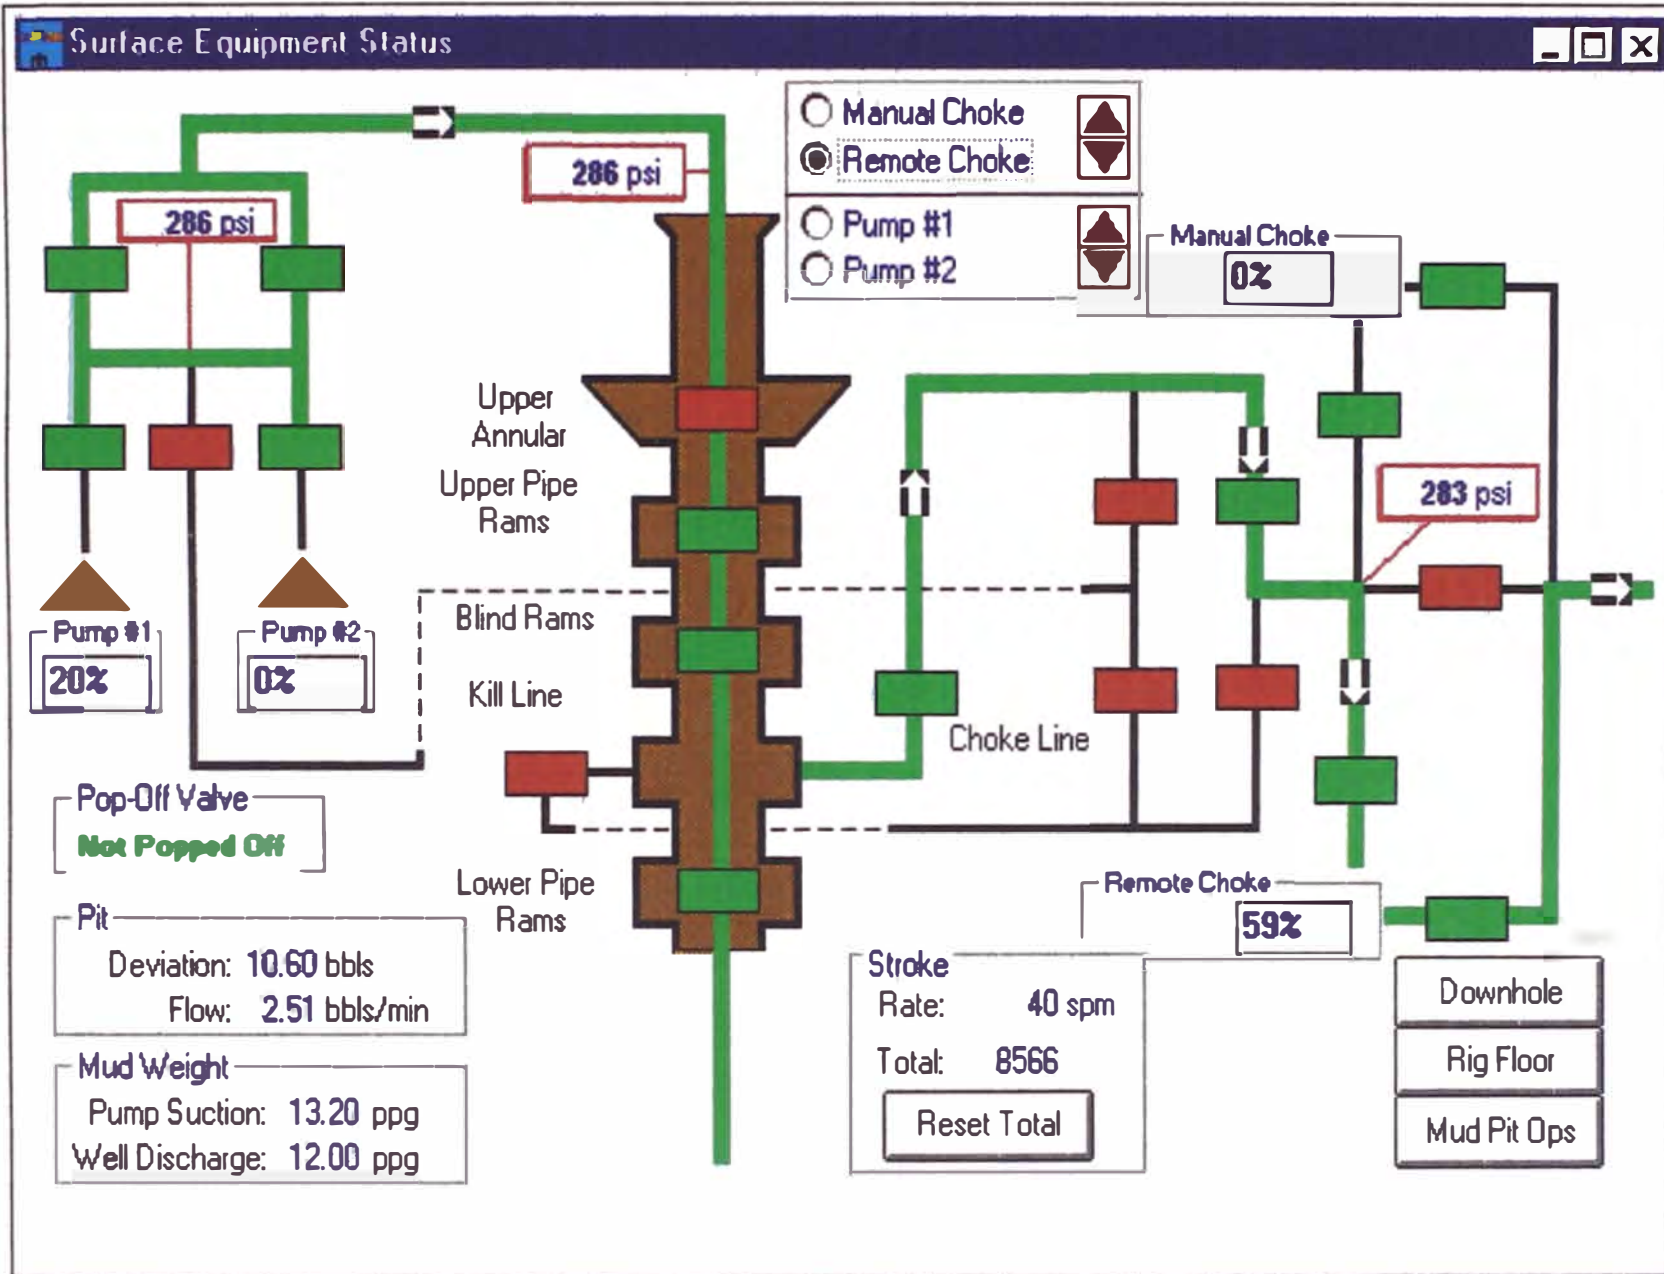 Surface Equipment Status
Manual Choke
Remote Choke
286 psi
286 psi
Pump #1
Pump #2
Manual Choke
0%
Upper
Annular
Upper Pipe
Rams
283 psi
Pump #1
20%
Pump #2
0%
Blind Rams
Kill Line
Choke Line
Pop-Off Valve
Not Popped Off
Lower Pipe
Rams
Remote Choke
59%
Pit
Deviation: 10.60 bbls
Flow: 2.51 bbls/min
Stroke
Rate: 40 spm
Total: 8566
Reset Total
Downhole
Rig Floor
Mud Pit Ops
Mud Weight
Pump Suction: 13.20 ppg
Well Discharge: 12.00 ppg